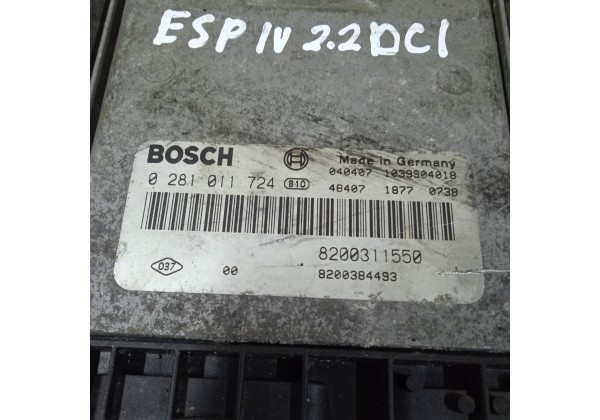 ESP IV 2.2DCI
BOSCH Made in Germany
040407 1039S04018
0 281 011 724 B10 48407 1877 0738
8200311550
037 00 8200384493